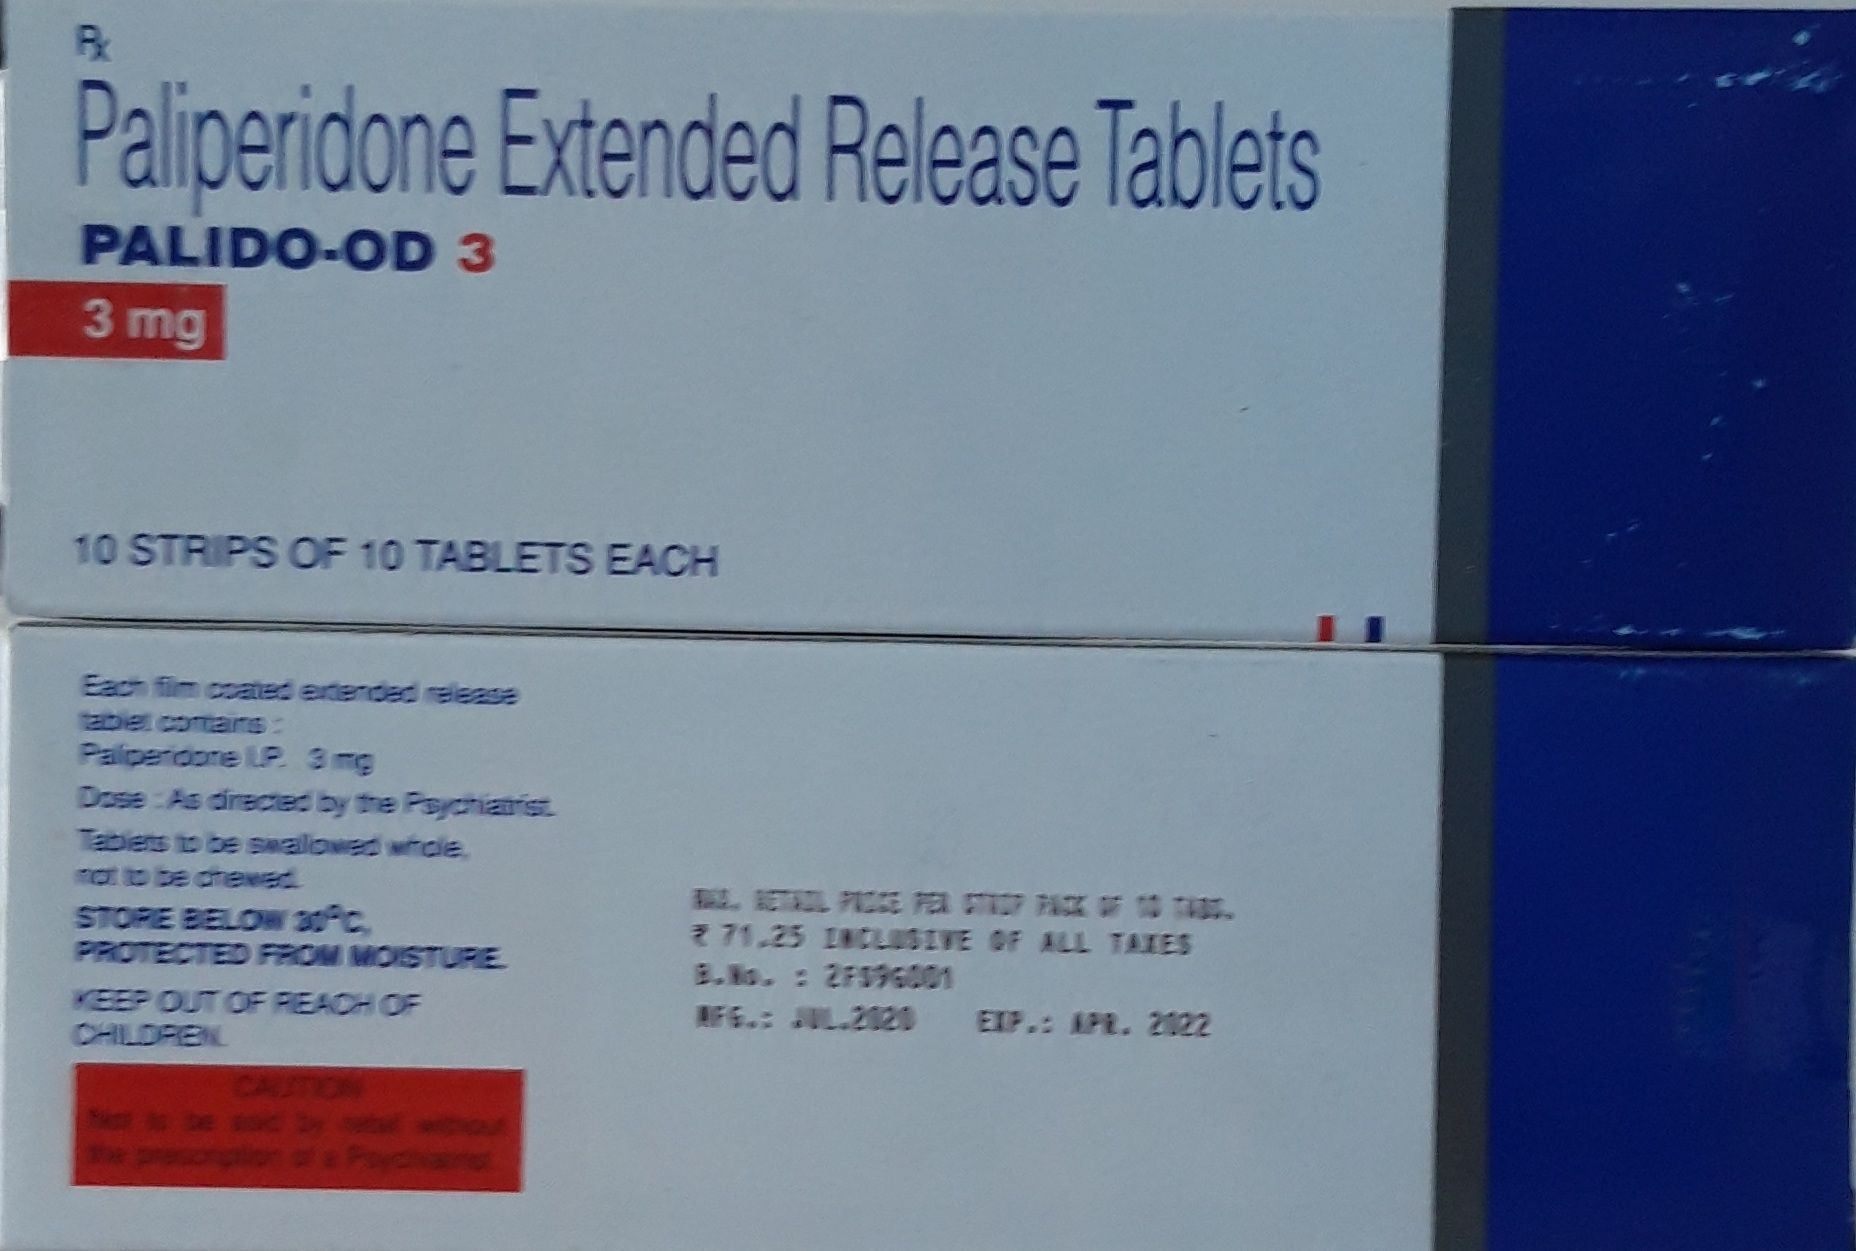 Rx
Paliperidone Extended Release Tablets
PALIDO-OD 3
3 mg
10 STRIPS OF 10 TABLETS EACH
Each film coated extended release
tablet contains :
Paliperidone I.P. 3 mg
Dose : As directed by the Psychiatrist.
Tablets to be swallowed whole,
not to be chewed.
STORE BELOW 30°C,
PROTECTED FROM MOISTURE.
KEEP OUT OF REACH OF
CHILDREN.
CAUTION
Not to be sold by retail without
the prescription of a Psychiatrist.
MAX. RETAIL PRICE PER STRIP PACK OF 10 TABS.
₹ 71.25 INCLUSIVE OF ALL TAXES
B.No. :
MFG.: JUL.2020 EXP.: APR. 2022